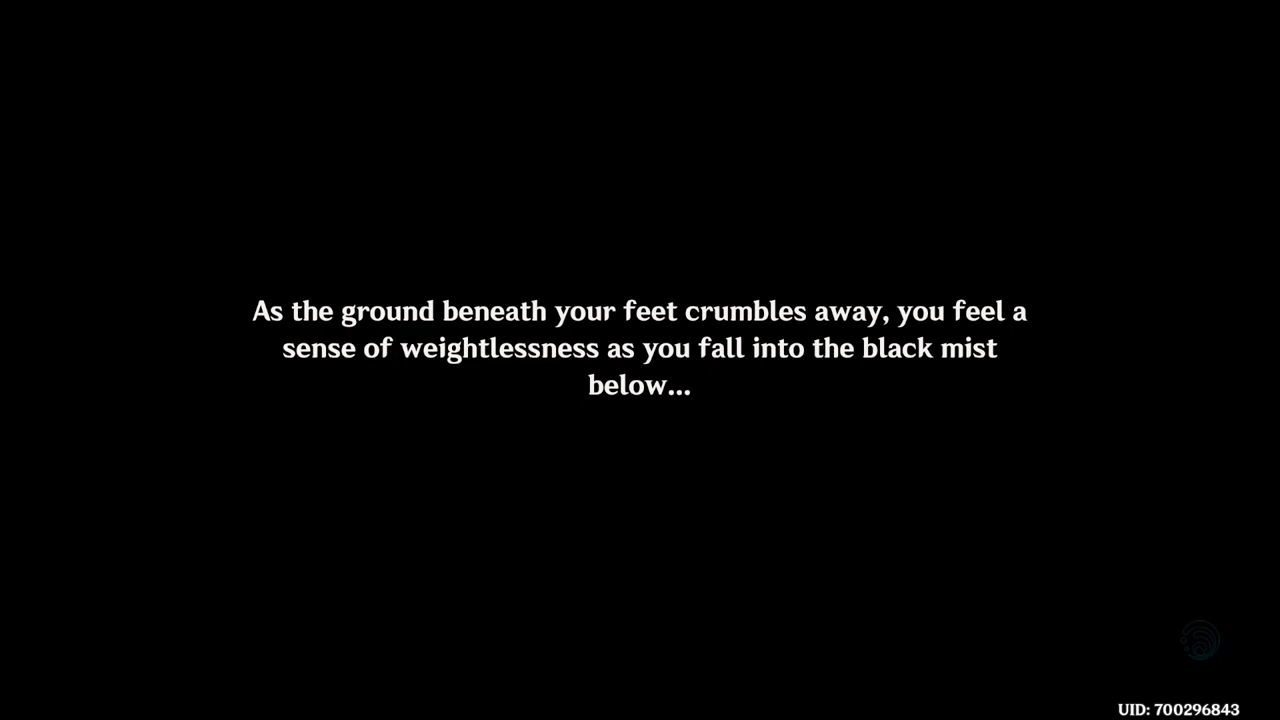 As the ground beneath your feet crumbles away, you feel a
sense of weightlessness as you fall into the black mist
below...
UID: 700296843